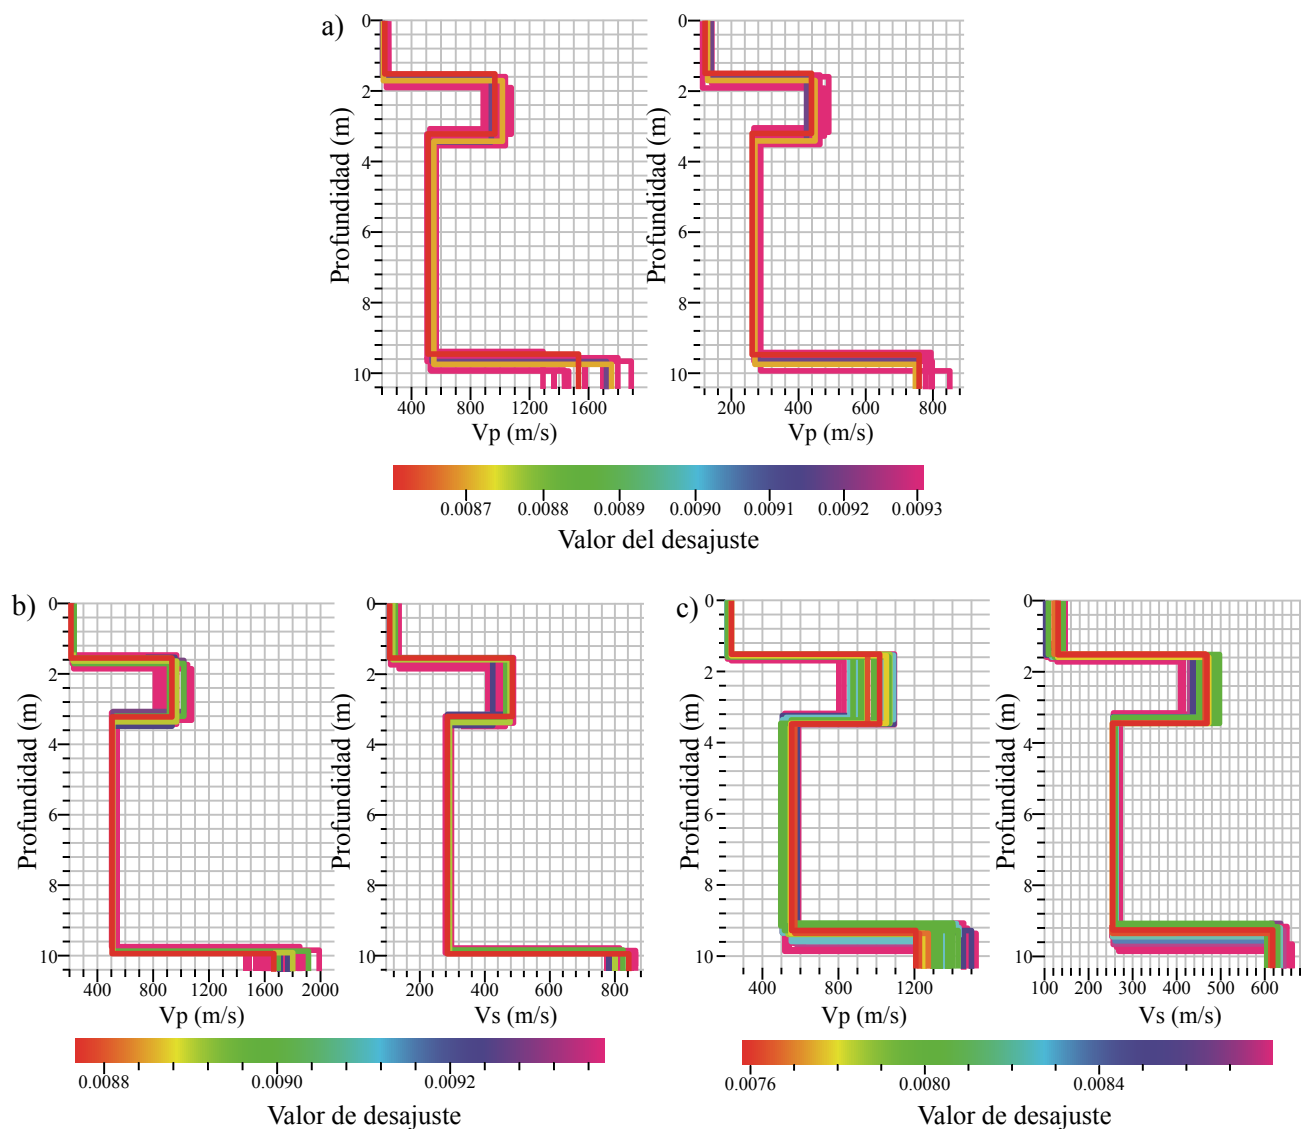 a)
0
2
4
6
8
10
Profundidad (m)
400 800 1200 1600
Vp (m/s)
0
2
4
6
8
10
Profundidad (m)
200 400 600 800
Vp (m/s)
0.0087 0.0088 0.0089 0.0090 0.0091 0.0092 0.0093
Valor del desajuste
b)
0
2
4
6
8
10
Profundidad (m)
400 800 1200 1600 2000
Vp (m/s)
0
2
4
6
8
10
Profundidad (m)
200 400 600 800
Vs (m/s)
0.0088 0.0090 0.0092
Valor de desajuste
c)
0
2
4
6
8
10
Profundidad (m)
400 800 1200
Vp (m/s)
0
2
4
6
8
10
Profundidad (m)
100 200 300 400 500 600
Vs (m/s)
0.0076 0.0080 0.0084
Valor de desajuste